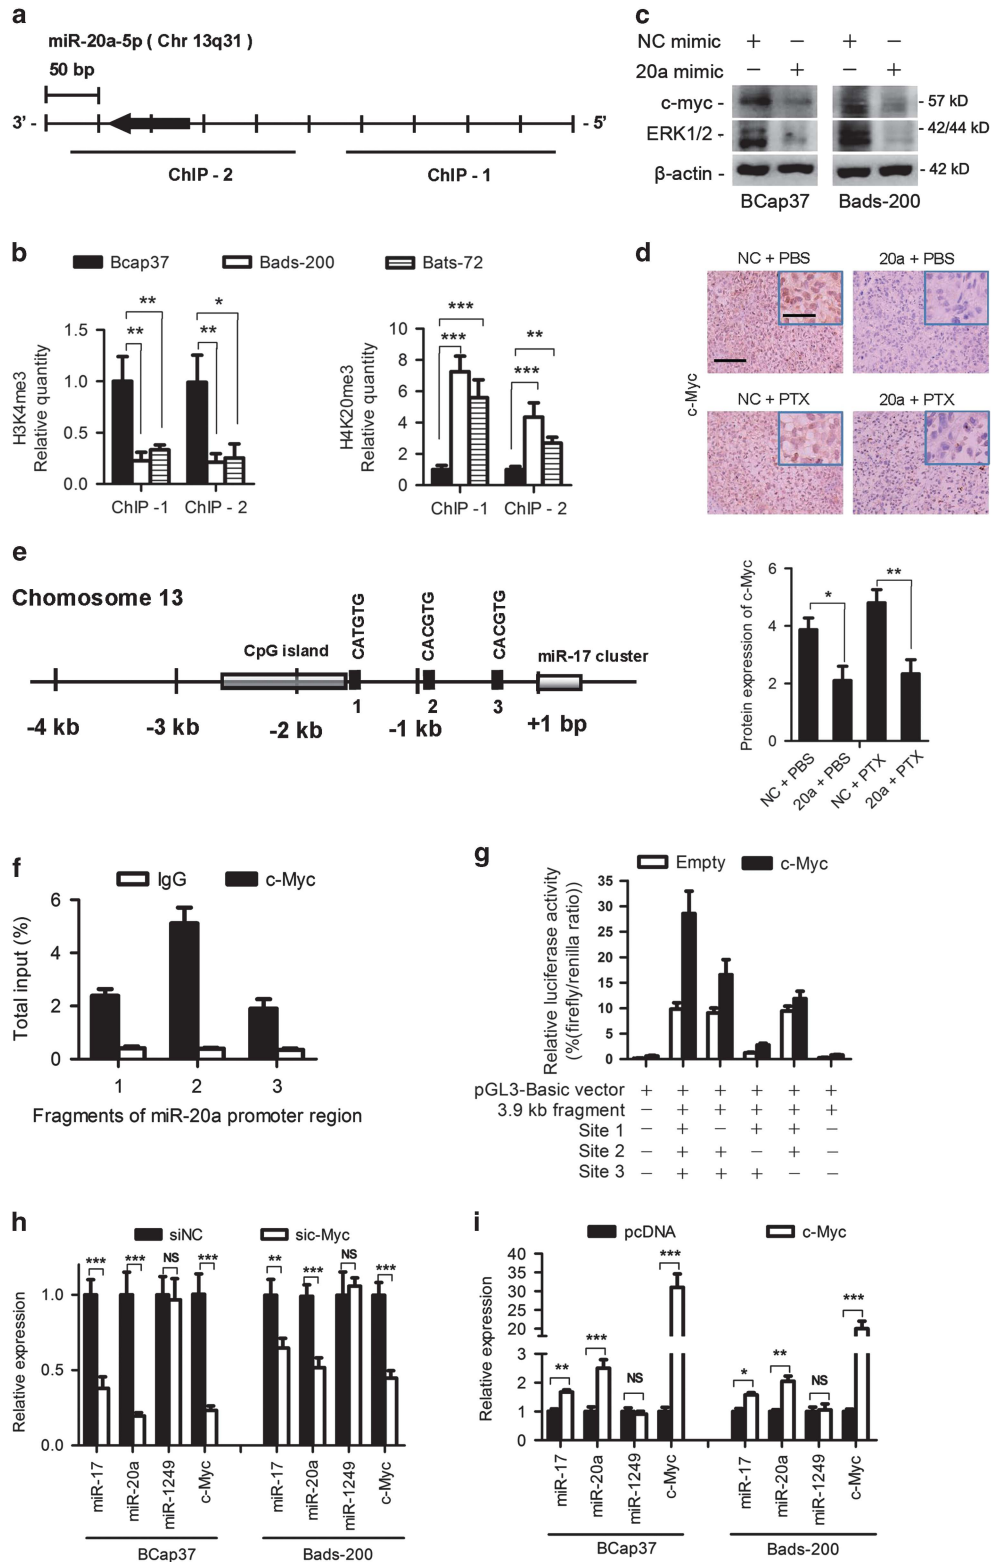 a
miR-20a-5p ( Chr 13q31 )
50 bp
3' -
- 5'
ChIP - 2
ChIP - 1
b
Bcap37
Bads-200
Bats-72
H3K4me3
Relative quantity
1.5
1.0
0.5
0.0
**
**
*
**
ChIP -1
ChIP - 2
H4K20me3
Relative quantity
10
8
6
4
2
0
***
***
**
***
ChIP -1
ChIP - 2
c
NC mimic + − + −
20a mimic − + − +
c-myc -
- 57 kD
ERK1/2 -
- 42/44 kD
β-actin -
- 42 kD
BCap37
Bads-200
d
NC + PBS
20a + PBS
c-Myc
NC + PTX
20a + PTX
Protein expression of c-Myc
6
4
2
0
*
**
NC + PBS
20a + PBS
NC + PTX
20a + PTX
e
Chomosome 13
CpG island
CATGTG
CACGTG
CACGTG
miR-17 cluster
1
2
3
-4 kb
-3 kb
-2 kb
-1 kb
+1 bp
f
IgG
c-Myc
Total input (%)
6
4
2
0
1
2
3
Fragments of miR-20a promoter region
g
Empty
c-Myc
Relative luciferase activity
(%(firefly/renilla ratio))
35
30
25
20
15
10
5
0
pGL3-Basic vector + + + + + +
3.9 kb fragment − + + + + +
Site 1 − + − + + −
Site 2 − + + − + −
Site 3 − + + + − −
h
siNC
sic-Myc
Relative expression
1.0
0.5
0.0
***
***
NS
***
**
***
NS
***
miR-17
miR-20a
miR-1249
c-Myc
miR-17
miR-20a
miR-1249
c-Myc
BCap37
Bads-200
i
pcDNA
c-Myc
Relative expression
40
35
30
25
20
3
2
1
0
**
***
NS
***
*
**
NS
***
miR-17
miR-20a
miR-1249
c-Myc
miR-17
miR-20a
miR-1249
c-Myc
BCap37
Bads-200